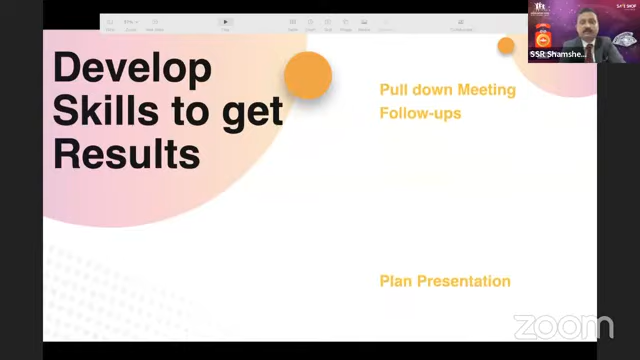 Develop
Skills to get
Results
Pull down Meeting
Follow-ups
Plan Presentation
SSR Shamshe...
zoom